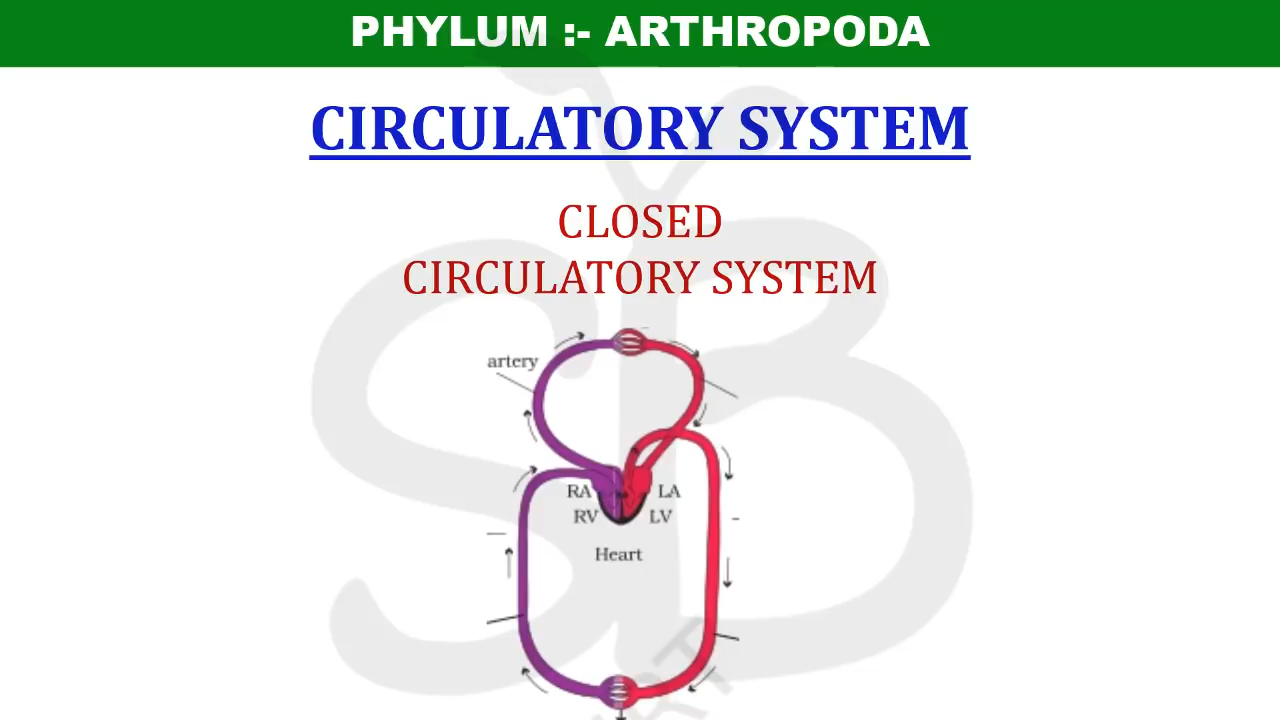 PHYLUM :- ARTHROPODA
CIRCULATORY SYSTEM
CLOSED
CIRCULATORY SYSTEM
artery
RA LA
RV LV
Heart